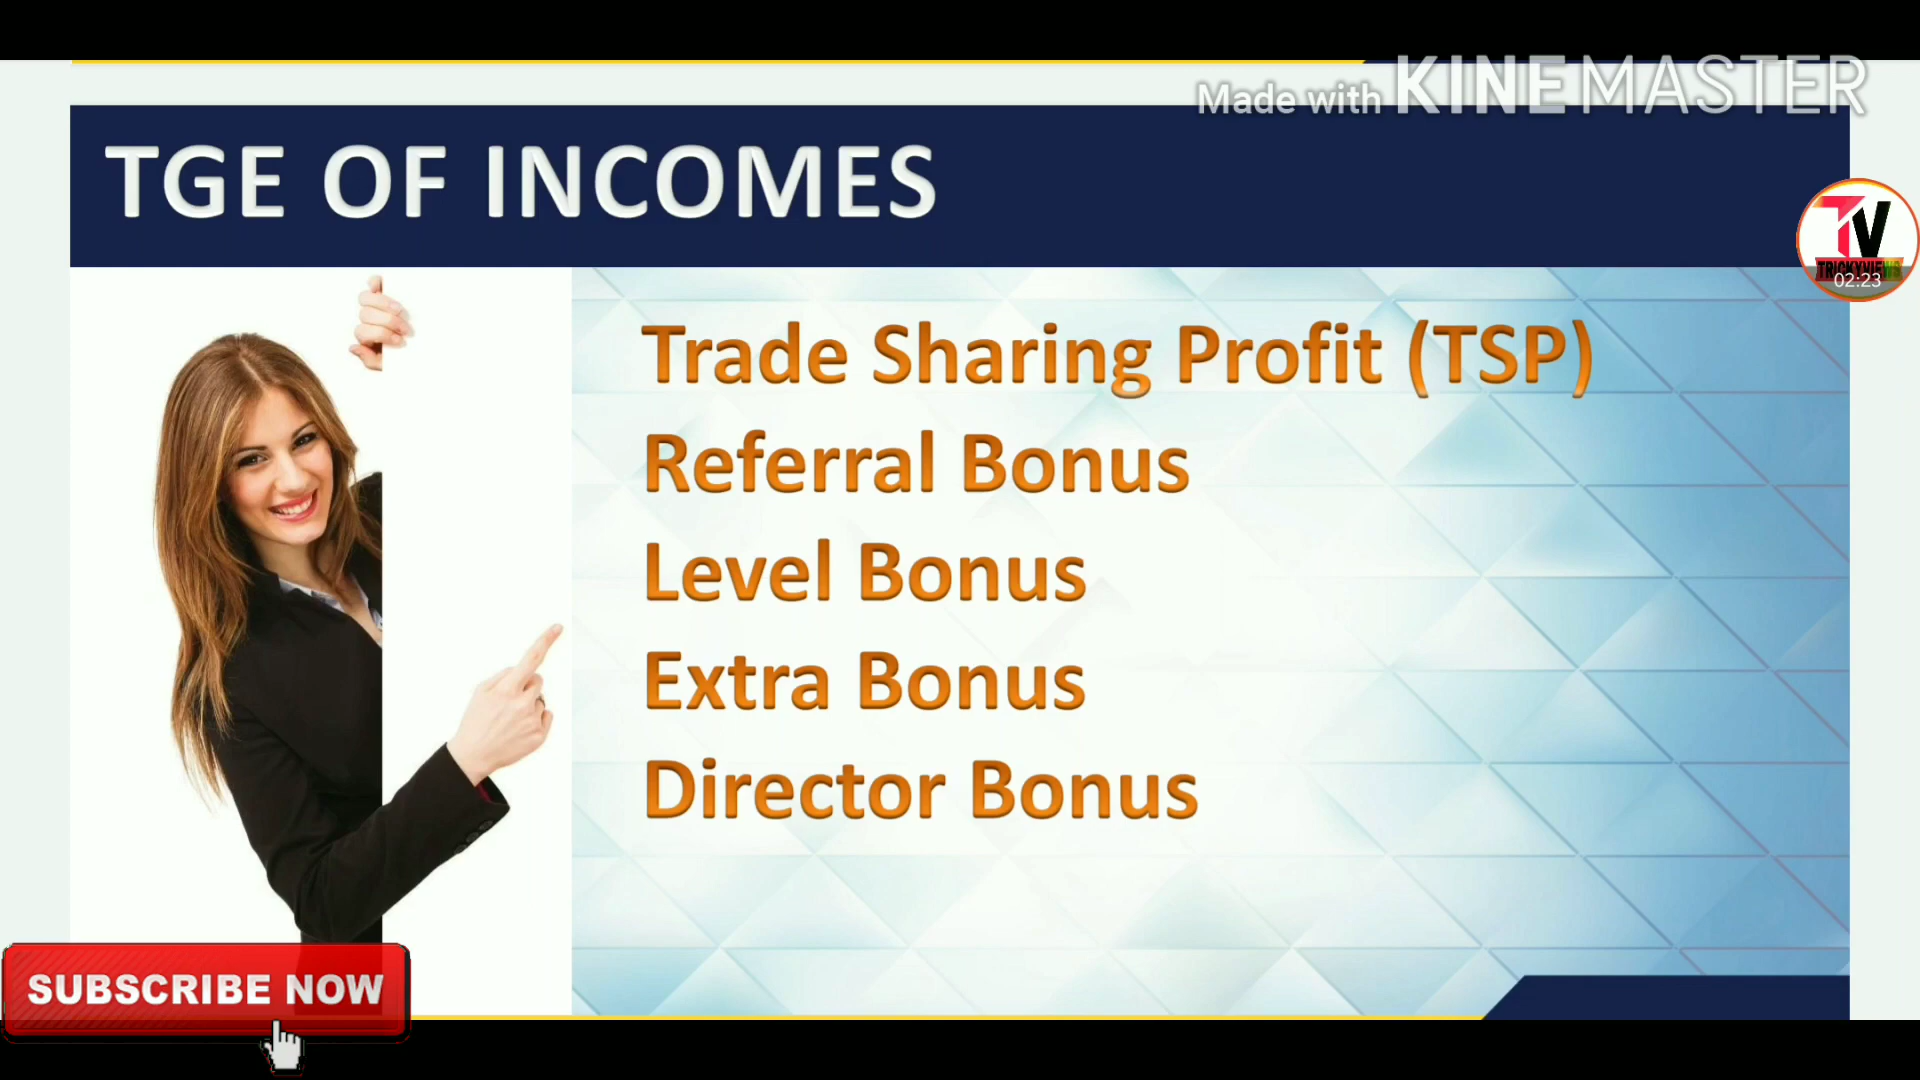 Made with KINEMASTER
TGE OF INCOMES
TV
TRICKYVIEWS
02:23
Trade Sharing Profit (TSP)
Referral Bonus
Level Bonus
Extra Bonus
Director Bonus
SUBSCRIBE NOW